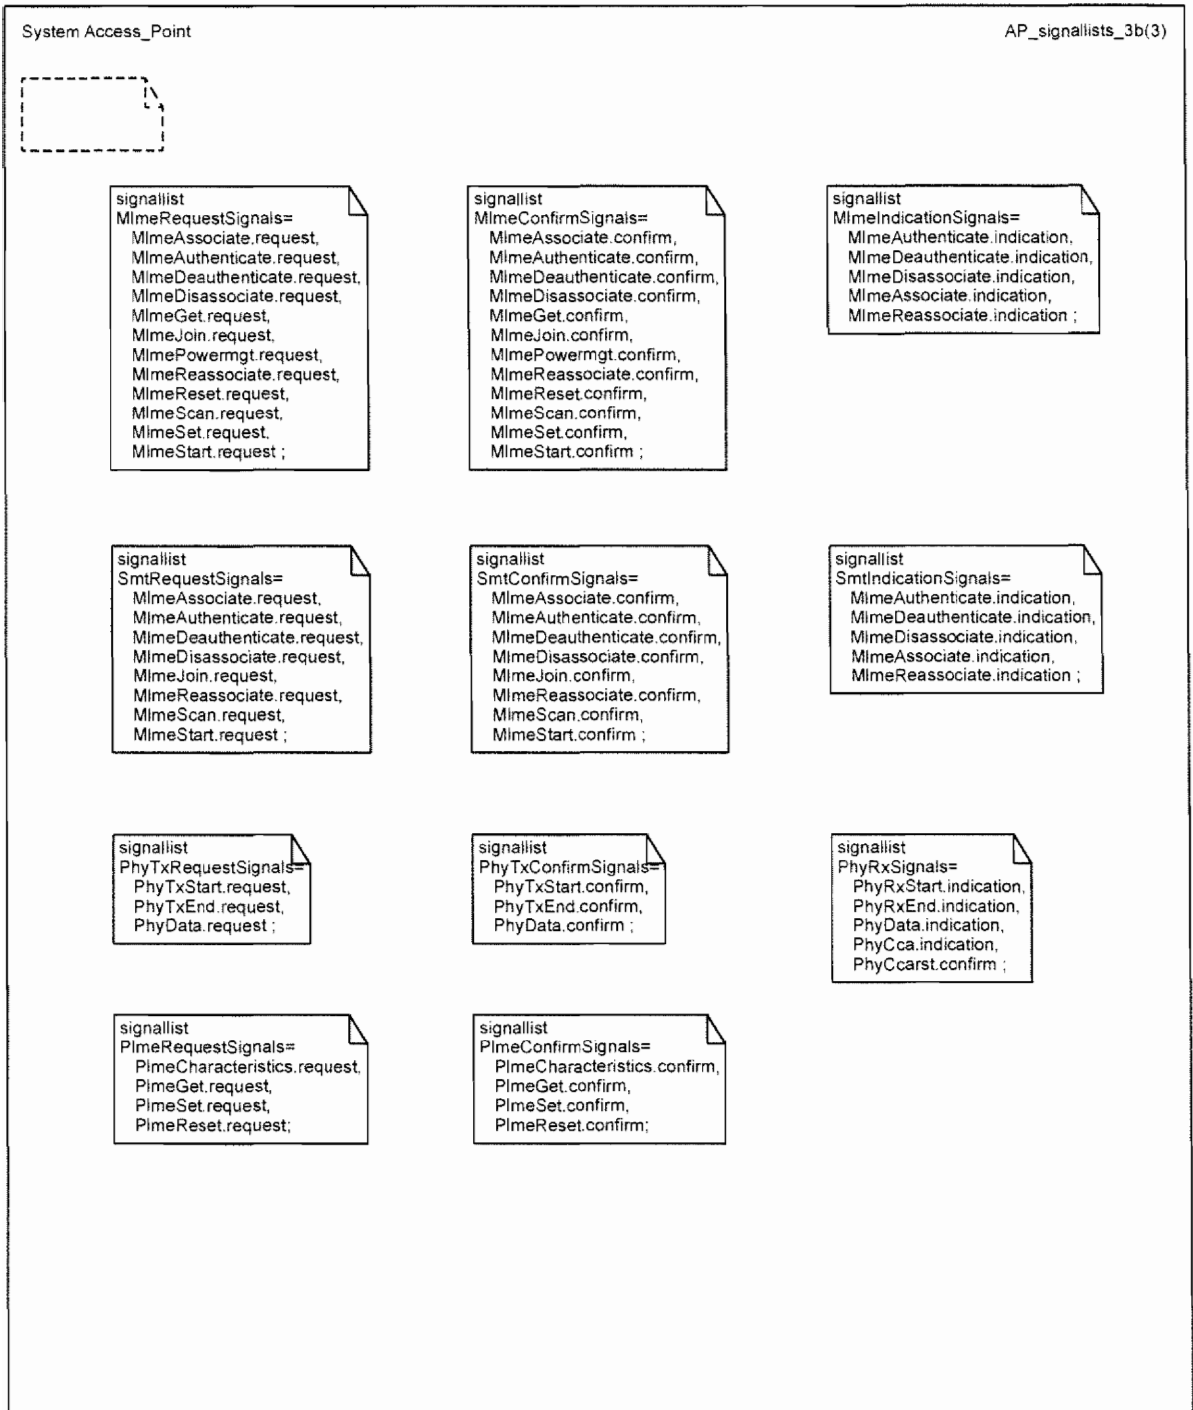 System Access_Point
AP_signallists_3b(3)
signallist
MlmeRequestSignals=
MlmeAssociate.request,
MlmeAuthenticate.request,
MlmeDeauthenticate.request,
MlmeDisassociate.request,
MlmeGet.request,
MlmeJoin.request,
MlmePowermgt.request,
MlmeReassociate.request,
MlmeReset.request,
MlmeScan.request,
MlmeSet.request,
MlmeStart.request ;
signallist
MlmeConfirmSignals=
MlmeAssociate.confirm,
MlmeAuthenticate.confirm,
MlmeDeauthenticate.confirm,
MlmeDisassociate.confirm,
MlmeGet.confirm,
MlmeJoin.confirm,
MlmePowermgt.confirm,
MlmeReassociate.confirm,
MlmeReset.confirm,
MlmeScan.confirm,
MlmeSet.confirm,
MlmeStart.confirm ;
signallist
MlmeIndicationSignals=
MlmeAuthenticate.indication,
MlmeDeauthenticate.indication,
MlmeDisassociate.indication,
MlmeAssociate.indication,
MlmeReassociate.indication ;
signallist
SmtRequestSignals=
MlmeAssociate.request,
MlmeAuthenticate.request,
MlmeDeauthenticate.request,
MlmeDisassociate.request,
MlmeJoin.request,
MlmeReassociate.request,
MlmeScan.request,
MlmeStart.request ;
signallist
SmtConfirmSignals=
MlmeAssociate.confirm,
MlmeAuthenticate.confirm,
MlmeDeauthenticate.confirm,
MlmeDisassociate.confirm,
MlmeJoin.confirm,
MlmeReassociate.confirm,
MlmeScan.confirm,
MlmeStart.confirm ;
signallist
SmtIndicationSignals=
MlmeAuthenticate.indication,
MlmeDeauthenticate.indication,
MlmeDisassociate.indication,
MlmeAssociate.indication,
MlmeReassociate.indication ;
signallist
PhyTxRequestSignals=
PhyTxStart.request,
PhyTxEnd.request,
PhyData.request ;
signallist
PhyTxConfirmSignals=
PhyTxStart.confirm,
PhyTxEnd.confirm,
PhyData.confirm ;
signallist
PhyRxSignals=
PhyRxStart.indication,
PhyRxEnd.indication,
PhyData.indication,
PhyCca.indication,
PhyCcarst.confirm ;
signallist
PlmeRequestSignals=
PlmeCharacteristics.request,
PlmeGet.request,
PlmeSet.request,
PlmeReset.request;
signallist
PlmeConfirmSignals=
PlmeCharacteristics.confirm,
PlmeGet.confirm,
PlmeSet.confirm,
PlmeReset.confirm;